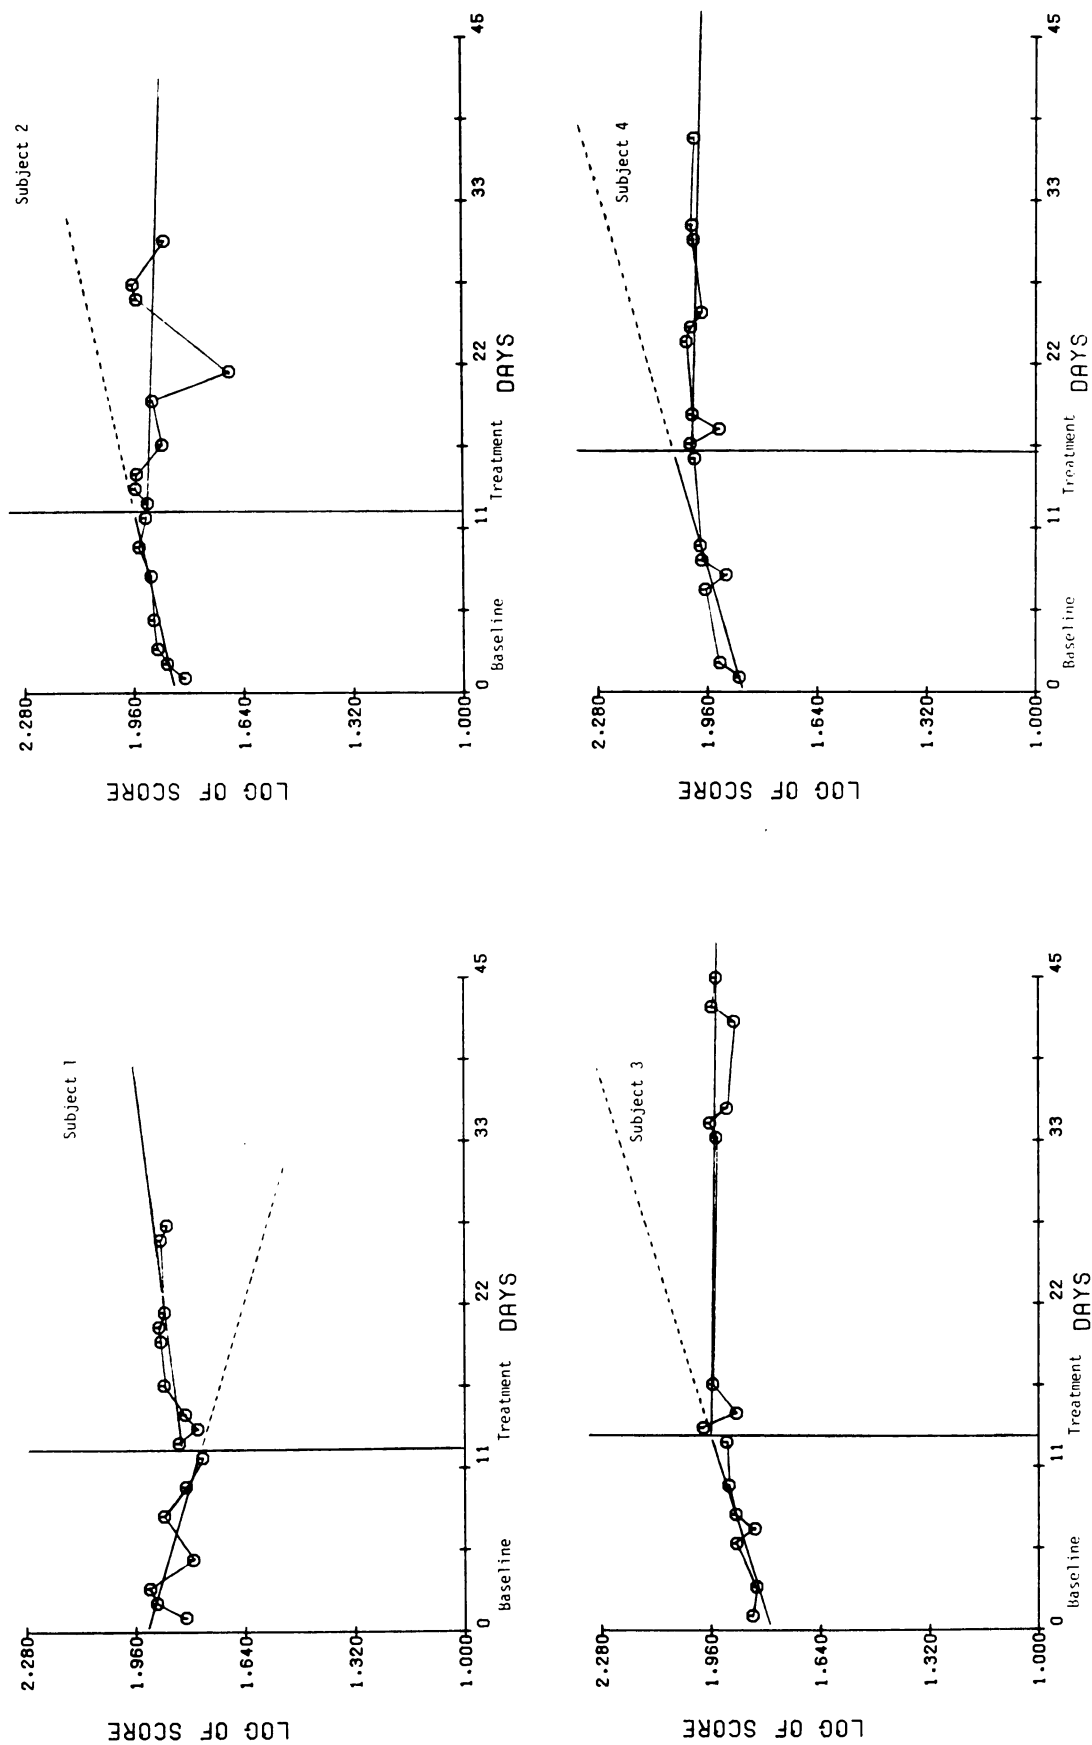 Subject 1
LOG OF SCORE
2.280
1.960
1.640
1.320
1.000
0 11 22 33 45
Baseline Treatment DAYS
Subject 2
LOG OF SCORE
2.280
1.960
1.640
1.320
1.000
0 11 22 33 45
Baseline Treatment DAYS
Subject 3
LOG OF SCORE
2.280
1.960
1.640
1.320
1.000
0 11 22 33 45
Baseline Treatment DAYS
Subject 4
LOG OF SCORE
2.280
1.960
1.640
1.320
1.000
0 11 22 33 45
Baseline Treatment DAYS